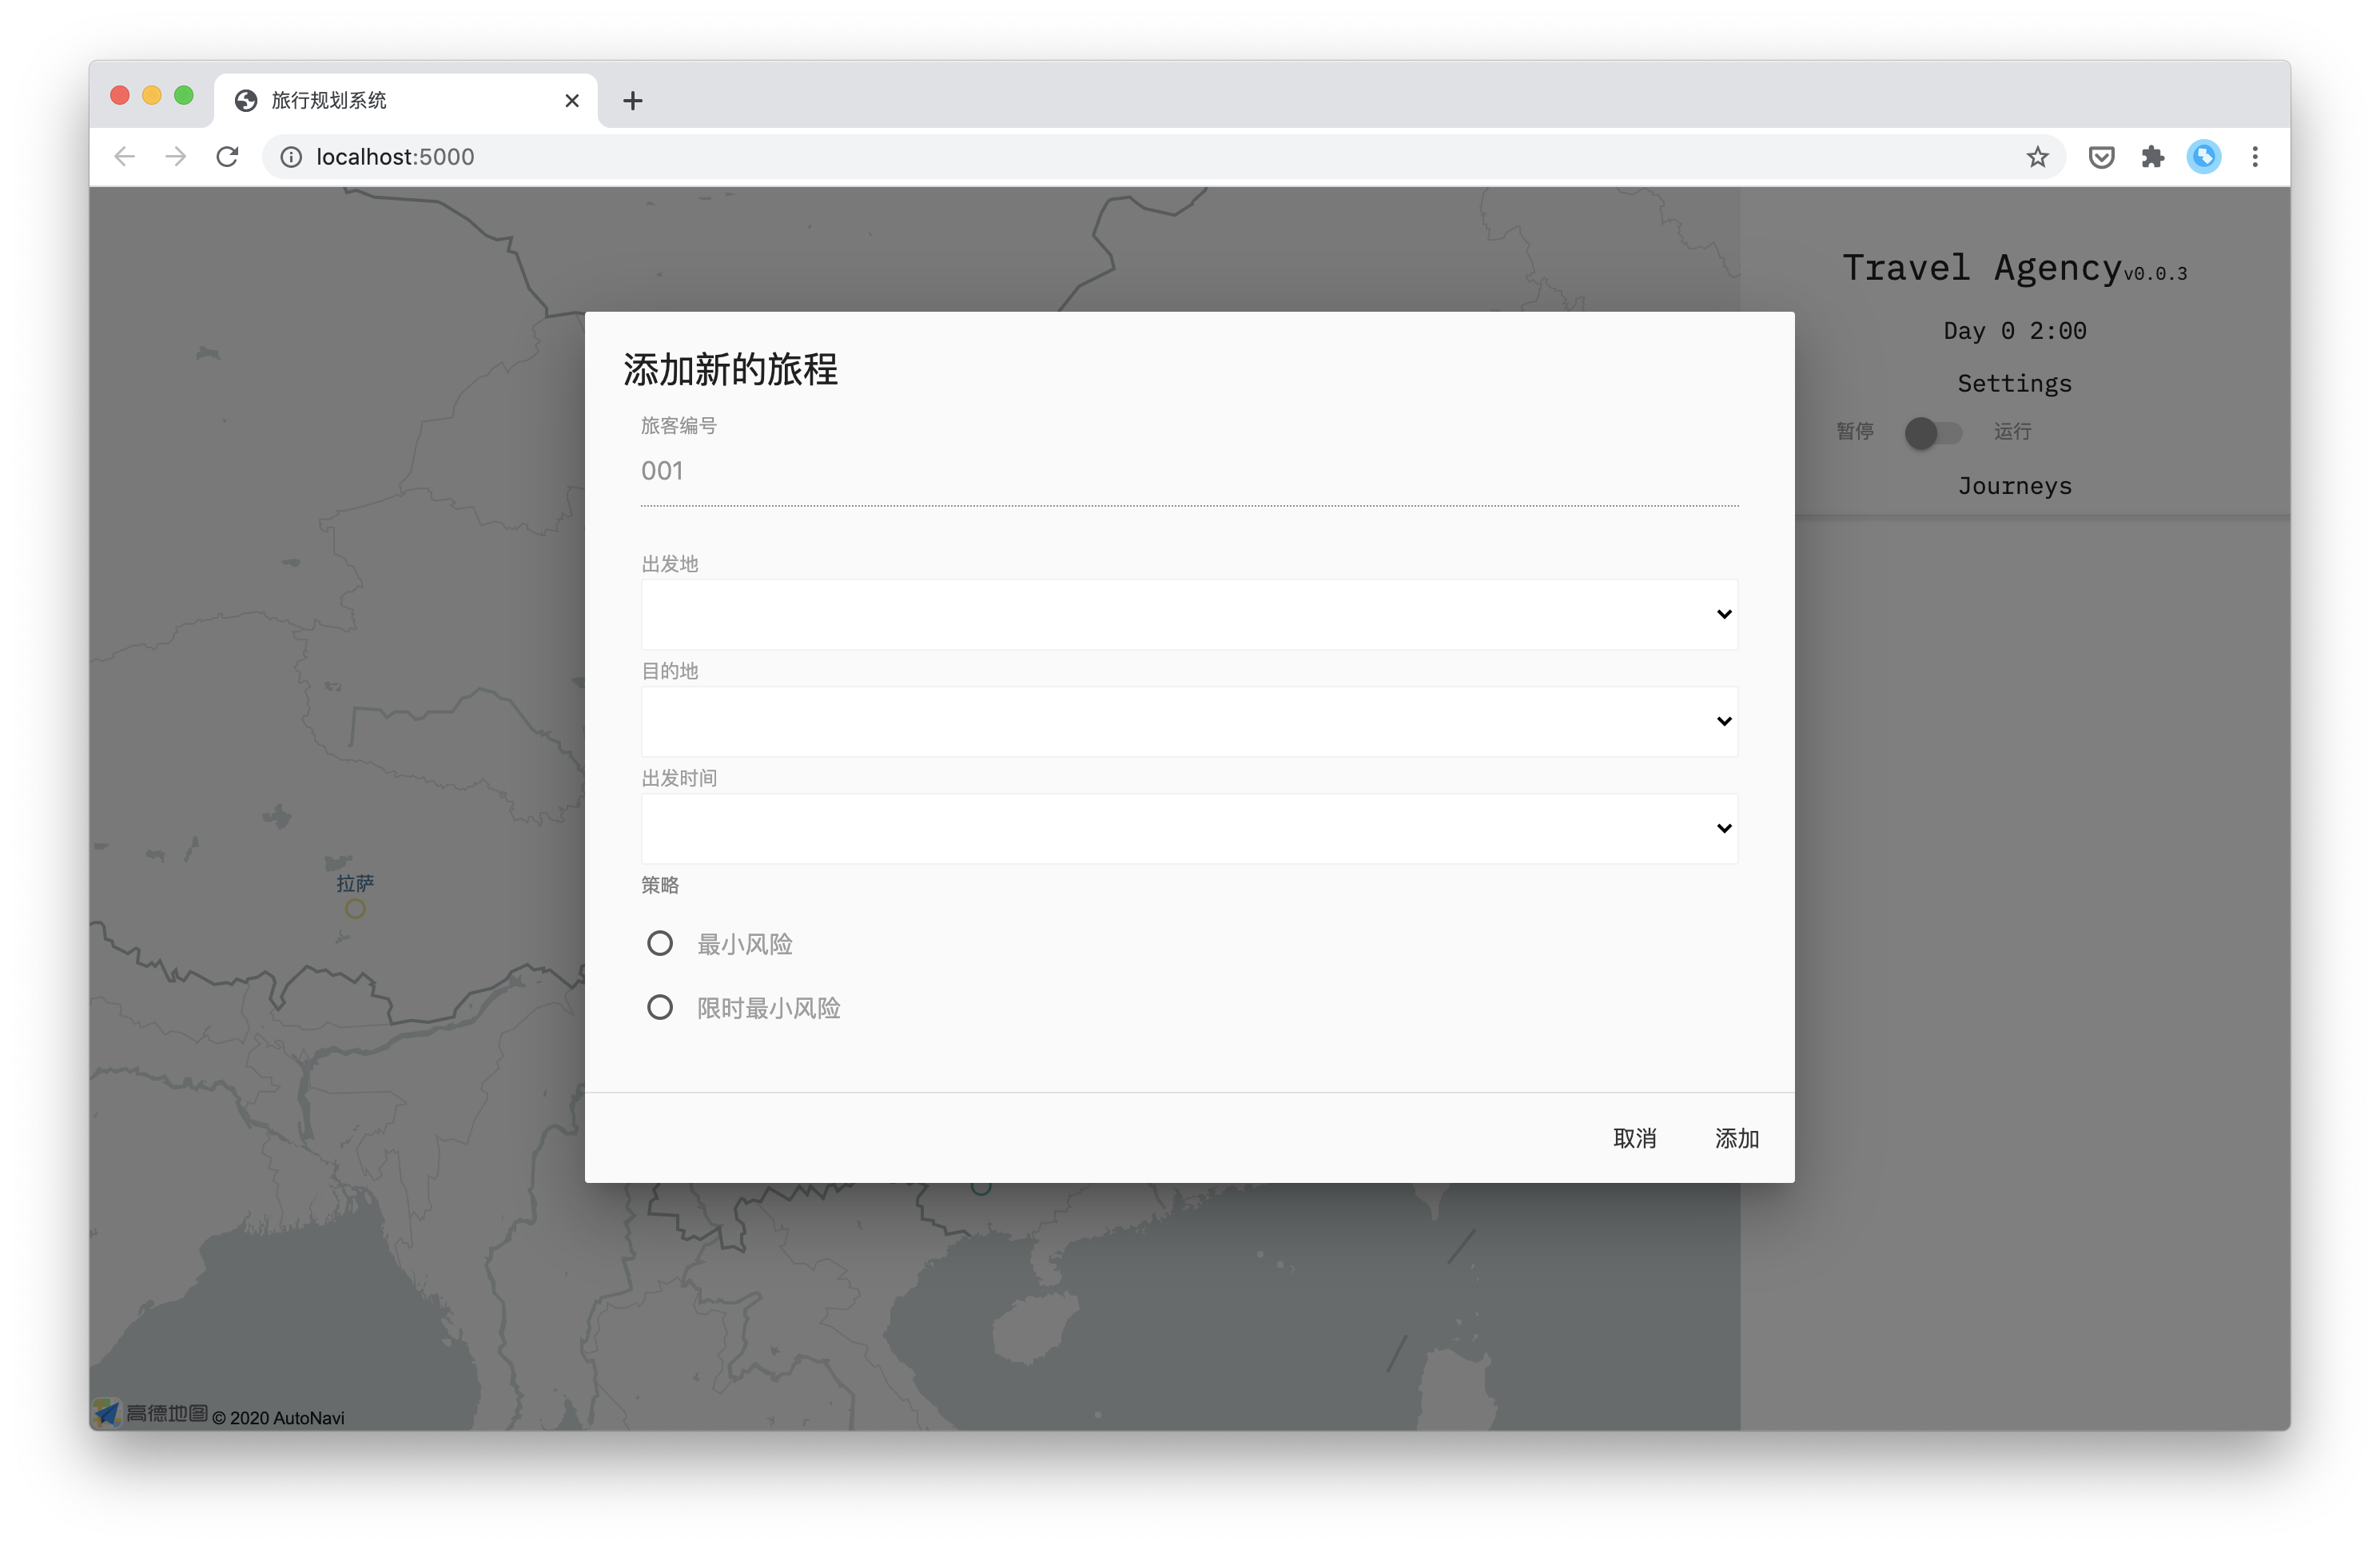 旅行规划系统
localhost:5000
Travel Agency v0.0.3
Day 0 2:00
Settings
暂停 运行
Journeys
添加新的旅程
旅客编号
001
出发地
目的地
出发时间
策略
最小风险
限时最小风险
取消 添加
拉萨
高德地图 © 2020 AutoNavi